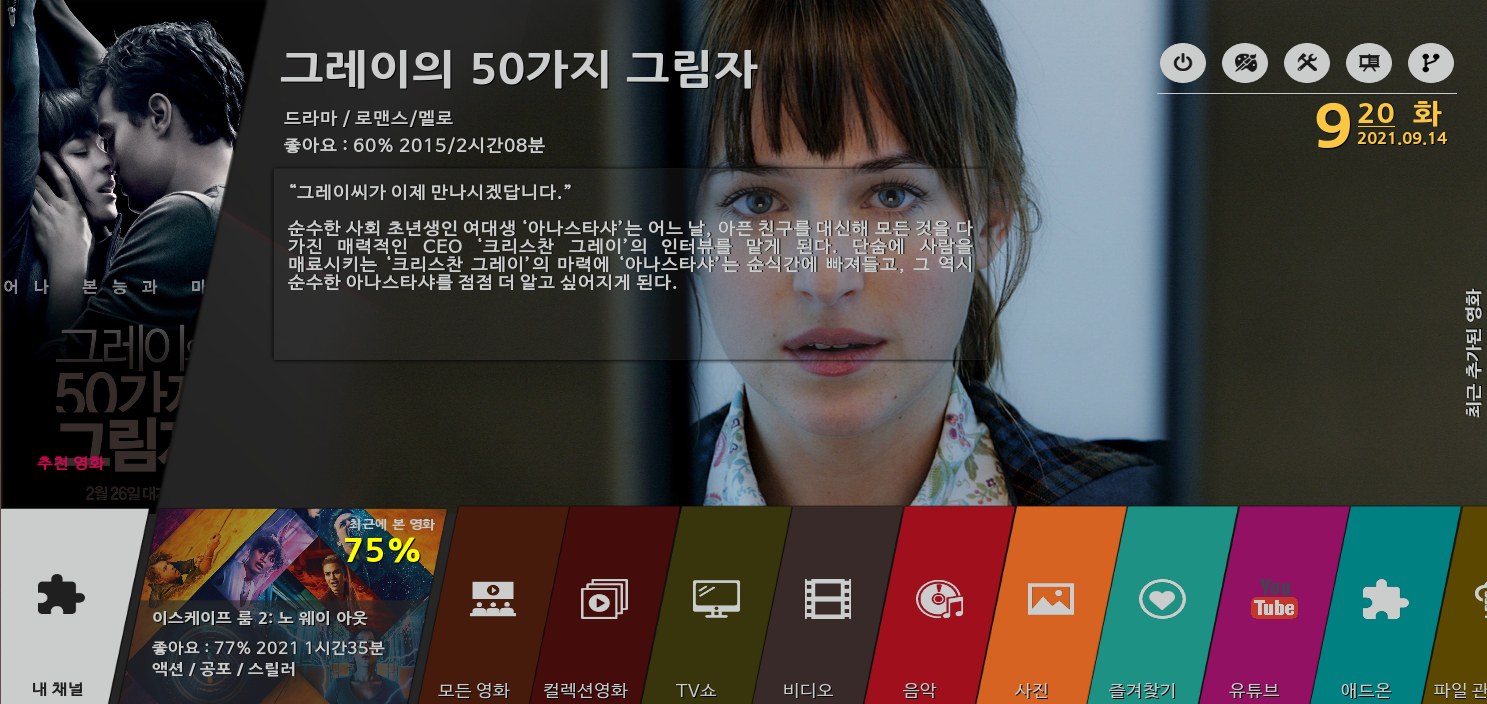 그레이의 50가지 그림자
드라마 / 로맨스/멜로
좋아요 : 60% 2015/2시간08분
“그레이씨가 이제 만나시겠답니다.”
순수한 사회 초년생인 여대생 ‘아나스타샤’는 어느 날, 아픈 친구를 대신해 모든 것을 다
가진 매력적인 CEO ‘크리스찬 그레이’의 인터뷰를 맡게 된다. 단숨에 사람을
매료시키는 ‘크리스찬 그레이’의 마력에 ‘아나스타샤’는 순식간에 빠져들고, 그 역시
순수한 아나스타샤를 점점 더 알고 싶어지게 된다.
9 20 화
2021.09.14
최근 추가된 영화
어나 본능과
그레이의
50가지
그림자
추천 영화
2월 26일
내 채널
최근에 본 영화
75%
이스케이프 룸 2: 노 웨이 아웃
좋아요 : 77% 2021 1시간35분
액션 / 공포 / 스릴러
모든 영화
컬렉션영화
TV쇼
비디오
음악
사진
즐겨찾기
You
Tube
유튜브
애드온
파일